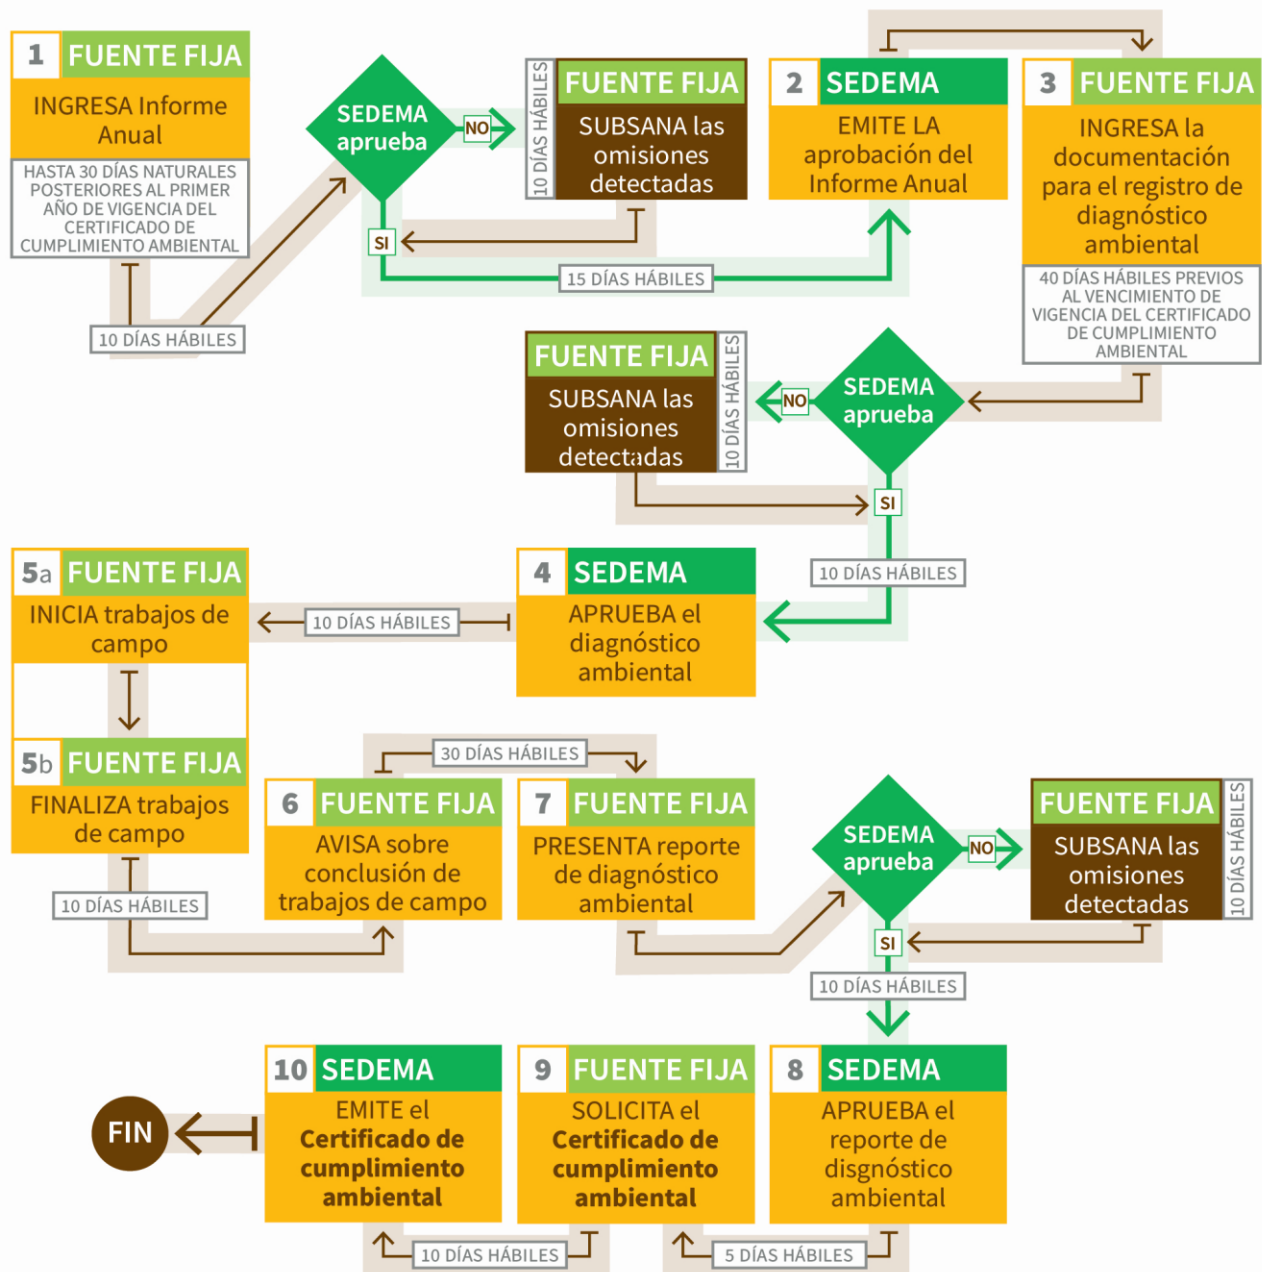 1 FUENTE FIJA
INGRESA Informe
Anual
HASTA 30 DÍAS NATURALES
POSTERIORES AL PRIMER
AÑO DE VIGENCIA DEL
CERTIFICADO DE
CUMPLIMIENTO AMBIENTAL
10 DÍAS HÁBILES
SEDEMA
aprueba
NO
SI
10 DÍAS HÁBILES
FUENTE FIJA
SUBSANA las
omisiones
detectadas
15 DÍAS HÁBILES
2 SEDEMA
EMITE LA
aprobación del
Informe Anual
3 FUENTE FIJA
INGRESA la
documentación
para el registro de
diagnóstico
ambiental
40 DÍAS HÁBILES PREVIOS
AL VENCIMIENTO DE
VIGENCIA DEL CERTIFICADO
DE CUMPLIMIENTO
AMBIENTAL
SEDEMA
aprueba
NO
SI
10 DÍAS HÁBILES
FUENTE FIJA
SUBSANA las
omisiones
detectadas
10 DÍAS HÁBILES
4 SEDEMA
APRUEBA el
diagnóstico
ambiental
10 DÍAS HÁBILES
5a FUENTE FIJA
INICIA trabajos de
campo
5b FUENTE FIJA
FINALIZA trabajos
de campo
10 DÍAS HÁBILES
6 FUENTE FIJA
AVISA sobre
conclusión de
trabajos de campo
30 DÍAS HÁBILES
7 FUENTE FIJA
PRESENTA reporte
de diagnóstico
ambiental
SEDEMA
aprueba
NO
SI
FUENTE FIJA
SUBSANA las
omisiones
detectadas
10 DÍAS HÁBILES
10 DÍAS HÁBILES
8 SEDEMA
APRUEBA el
reporte de
disgnóstico
ambiental
5 DÍAS HÁBILES
9 FUENTE FIJA
SOLICITA el
Certificado de
cumplimiento
ambiental
10 DÍAS HÁBILES
10 SEDEMA
EMITE el
Certificado de
cumplimiento
ambiental
FIN